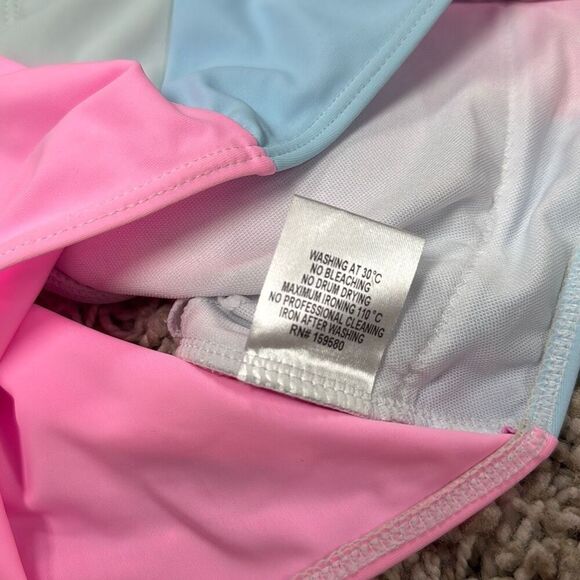 WASHING AT 30°C
NO BLEACHING
NO DRUM DRYING
MAXIMUM IRONING 110°C
NO PROFESSIONAL CLEANING
IRON AFTER WASHING
RN# 159580